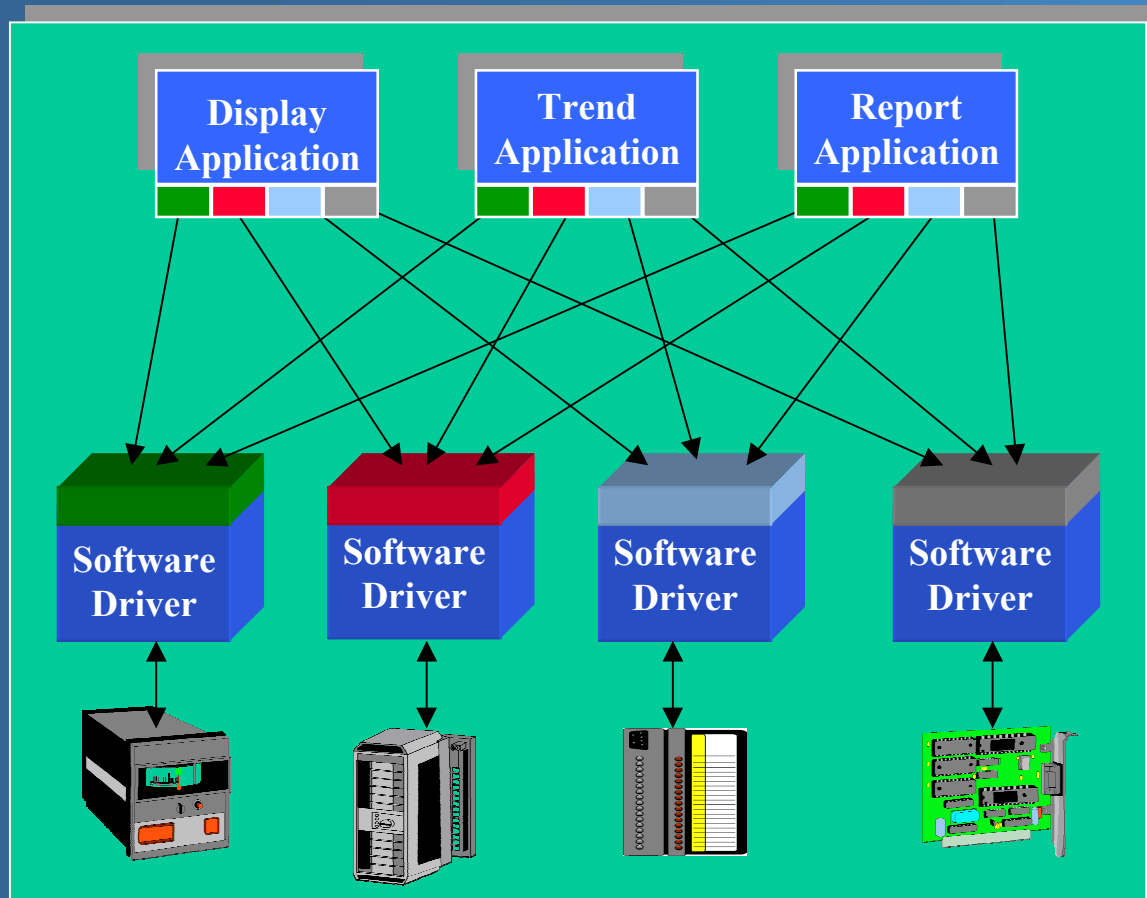 Display
Application
Trend
Application
Report
Application
Software
Driver
Software
Driver
Software
Driver
Software
Driver